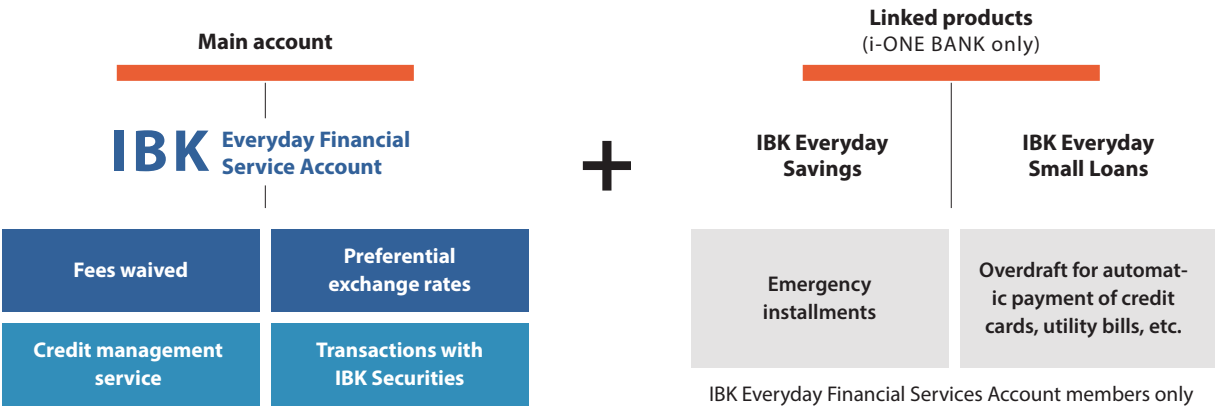 Main account
IBK Everyday Financial
Service Account
Fees waived
Preferential
exchange rates
Credit management
service
Transactions with
IBK Securities
+
Linked products
(i-ONE BANK only)
IBK Everyday
Savings
IBK Everyday
Small Loans
Emergency
installments
Overdraft for automat-
ic payment of credit
cards, utility bills, etc.
IBK Everyday Financial Services Account members only